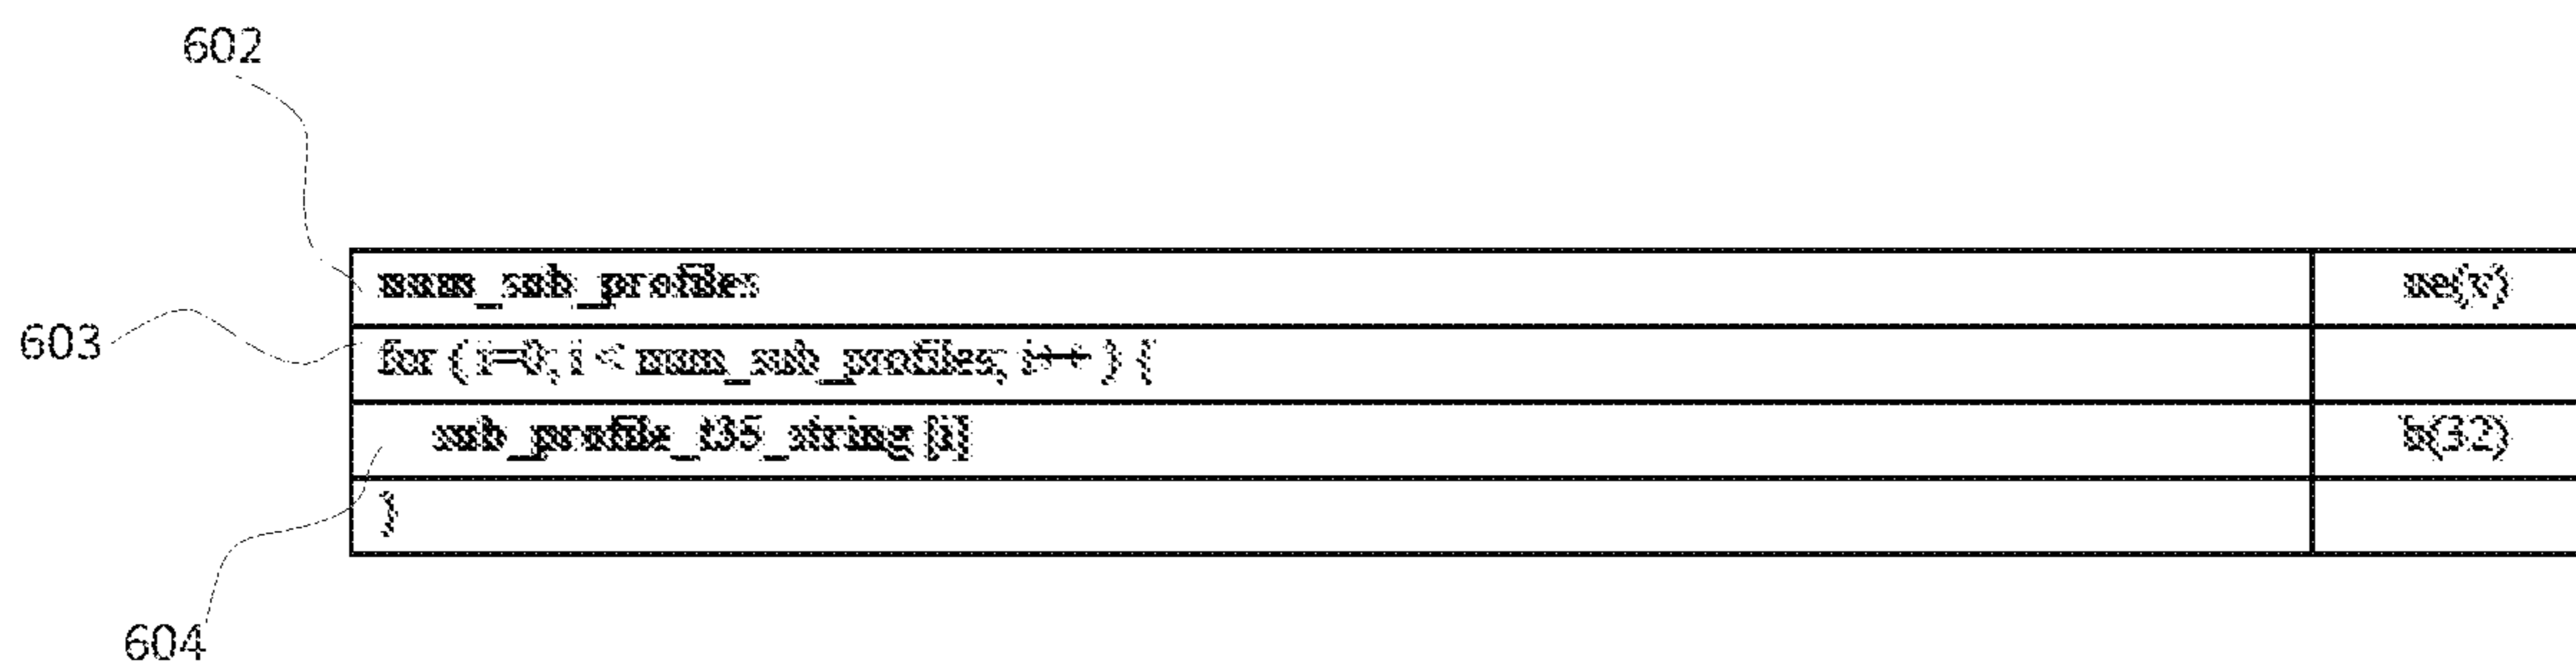 602
num_sub_profiles ue(v)
603
for ( i=0; i < num_sub_profiles; i++ ) {
sub_profile_t35_string [i] b(32)
}
604